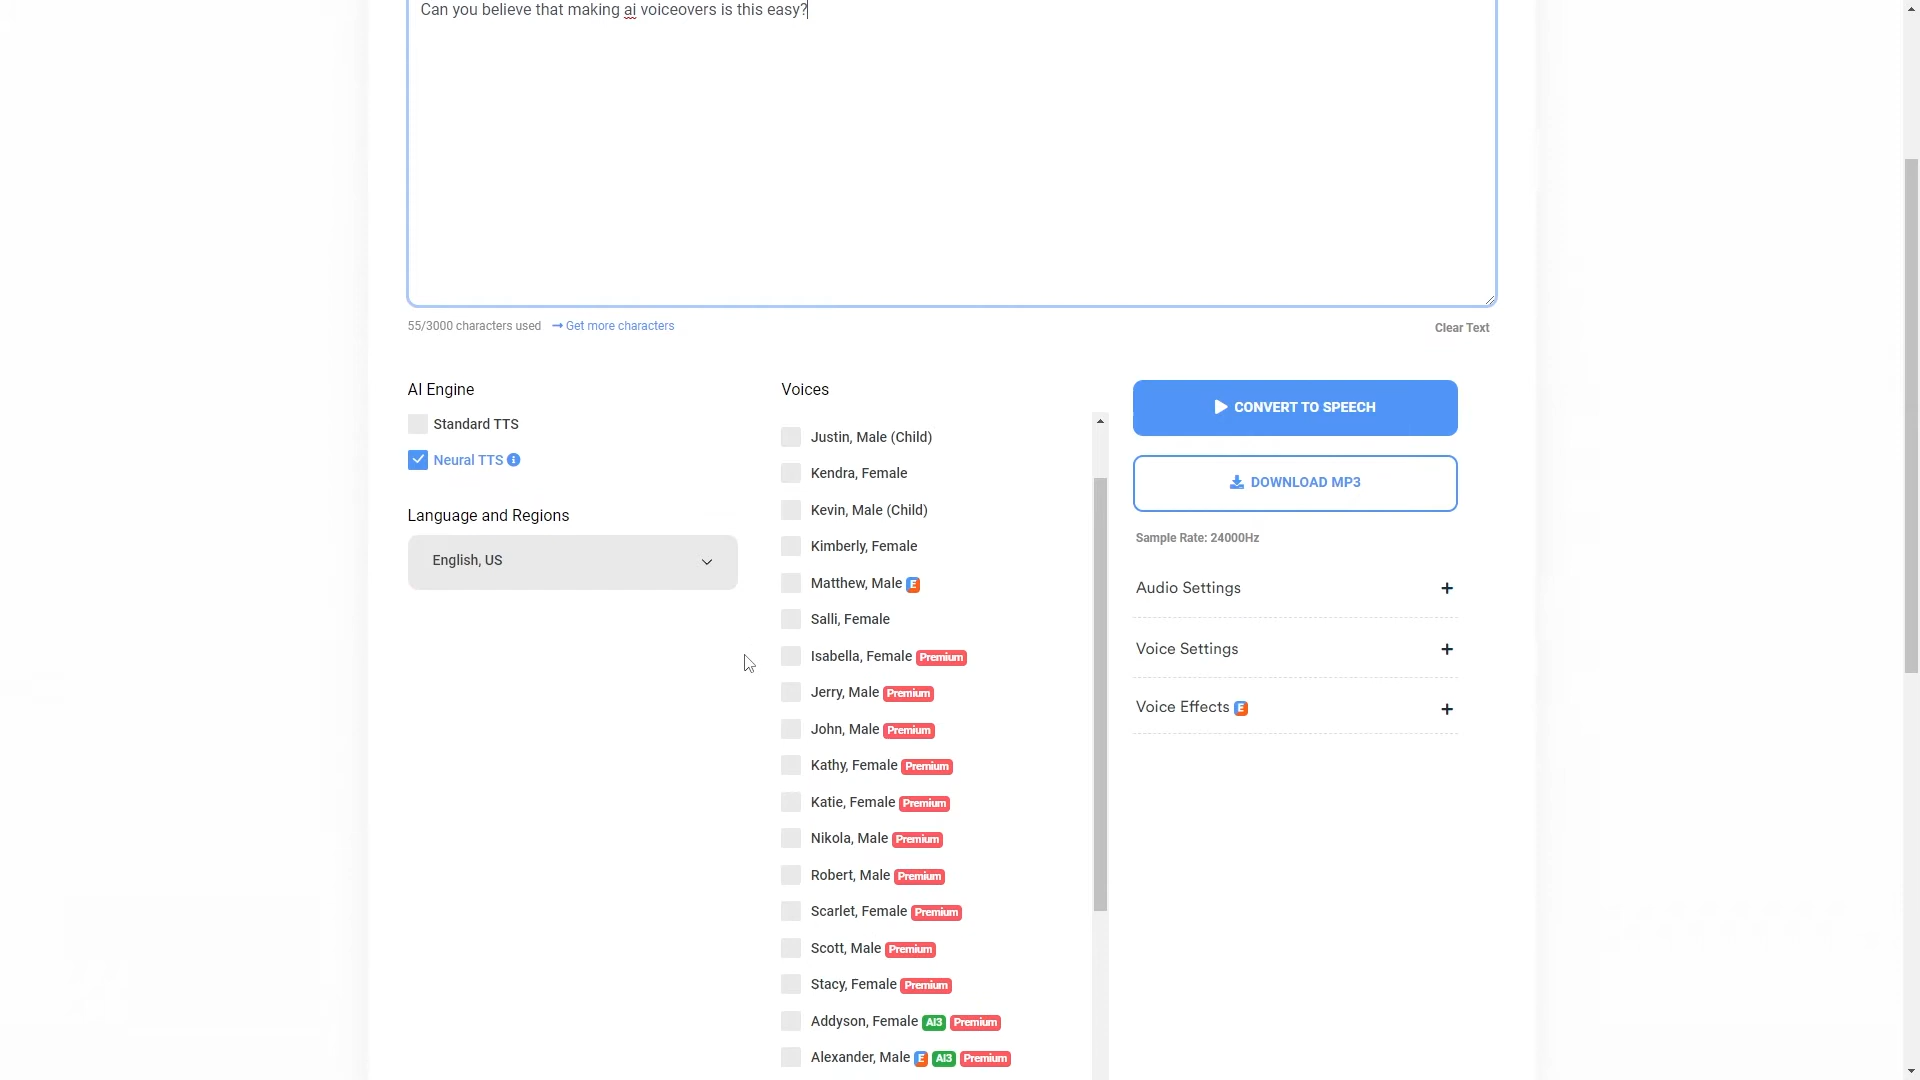 Can you believe that making ai voiceovers is this easy?
55/3000 characters used → Get more characters
Clear Text
AI Engine
Standard TTS
Neural TTS
Language and Regions
English, US
Voices
Justin, Male (Child)
Kendra, Female
Kevin, Male (Child)
Kimberly, Female
Matthew, Male E
Salli, Female
Isabella, Female Premium
Jerry, Male Premium
John, Male Premium
Kathy, Female Premium
Katie, Female Premium
Nikola, Male Premium
Robert, Male Premium
Scarlet, Female Premium
Scott, Male Premium
Stacy, Female Premium
Addyson, Female AI3 Premium
Alexander, Male E AI3 Premium
CONVERT TO SPEECH
DOWNLOAD MP3
Sample Rate: 24000Hz
Audio Settings +
Voice Settings +
Voice Effects E +